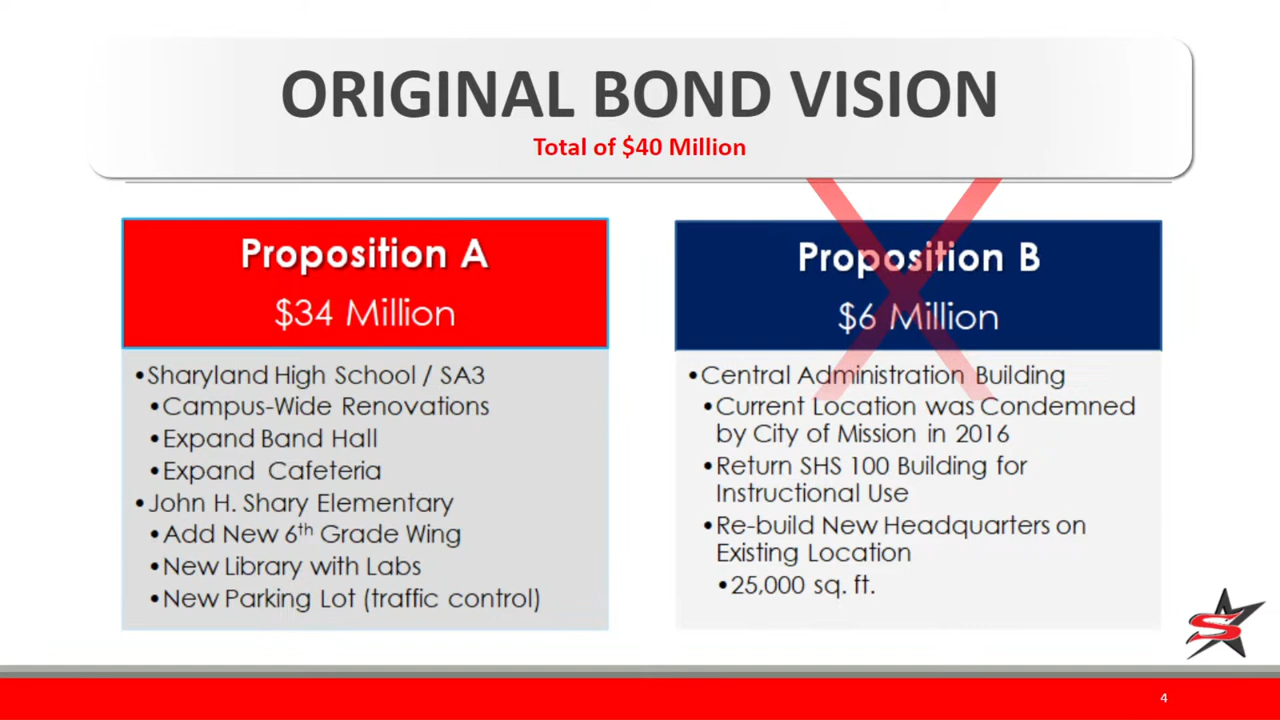 ORIGINAL BOND VISION
Total of $40 Million
Proposition A
$34 Million
•Sharyland High School / SA3
•Campus-Wide Renovations
•Expand Band Hall
•Expand Cafeteria
•John H. Shary Elementary
•Add New 6th Grade Wing
•New Library with Labs
•New Parking Lot (traffic control)
Proposition B
$6 Million
•Central Administration Building
•Current Location was Condemned
by City of Mission in 2016
•Return SHS 100 Building for
Instructional Use
•Re-build New Headquarters on
Existing Location
•25,000 sq. ft.
S
4